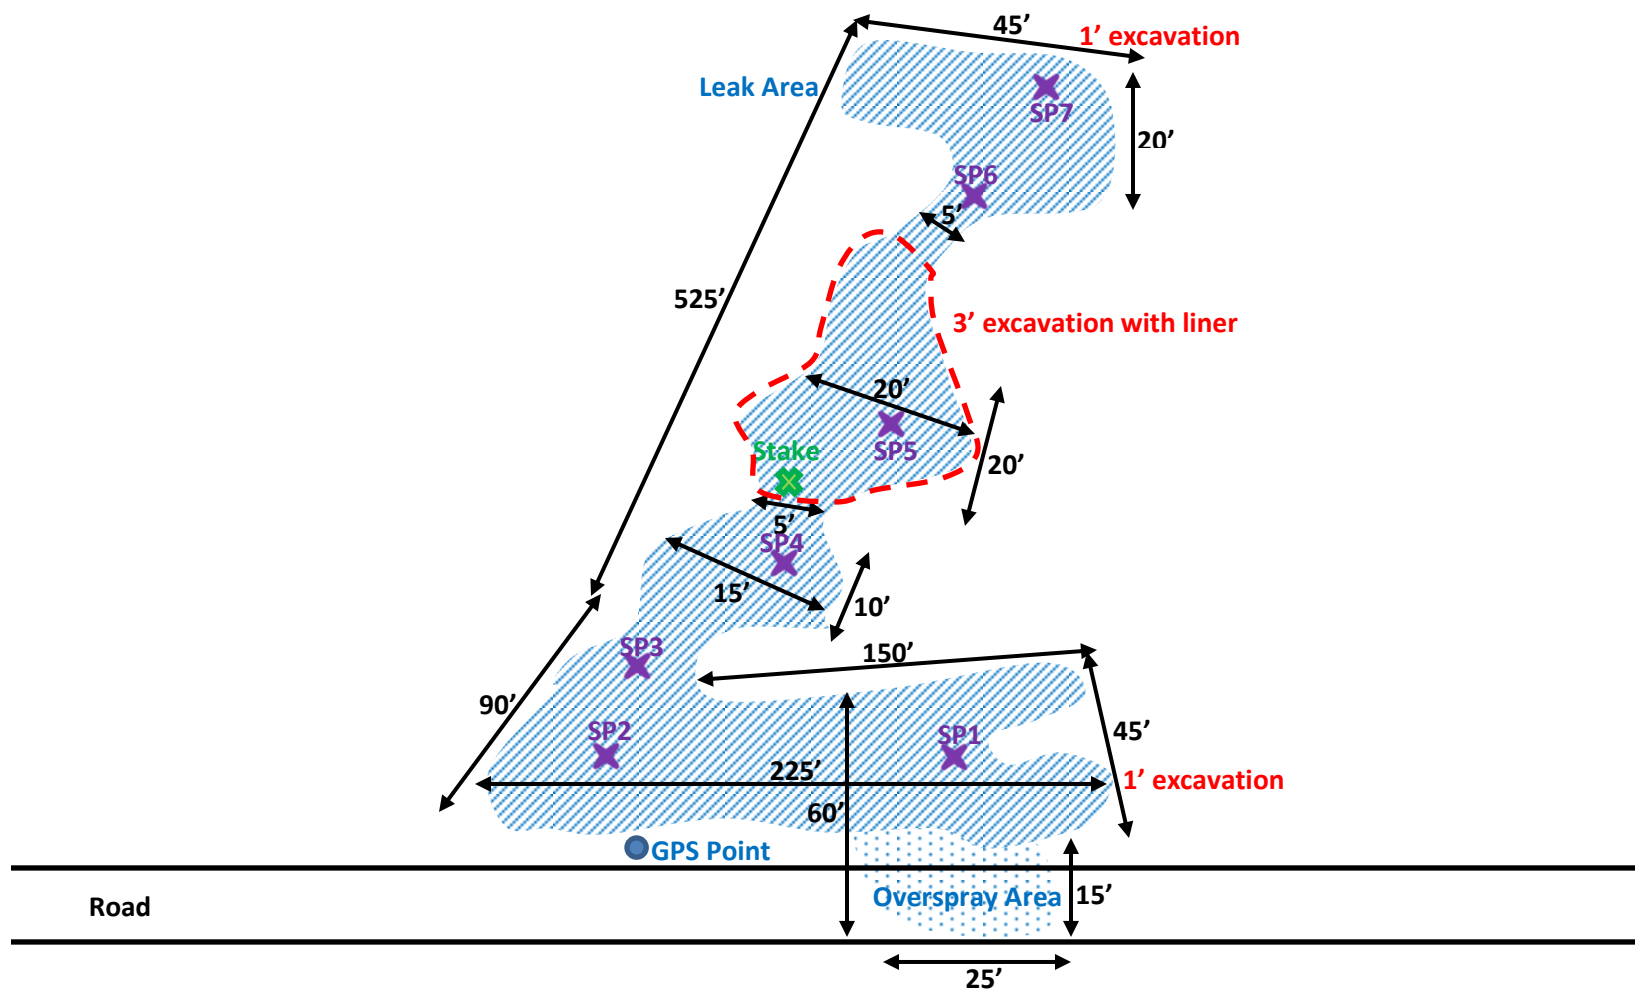 45’
1’ excavation
Leak Area
SP7
20’
SP6
5’
525’
3’ excavation with liner
20’
SP5
Stake
20’
5’
SP4
15’
10’
SP3
150’
90’
SP2
SP1
45’
225’
1’ excavation
60’
GPS Point
Road
Overspray Area
15’
25’